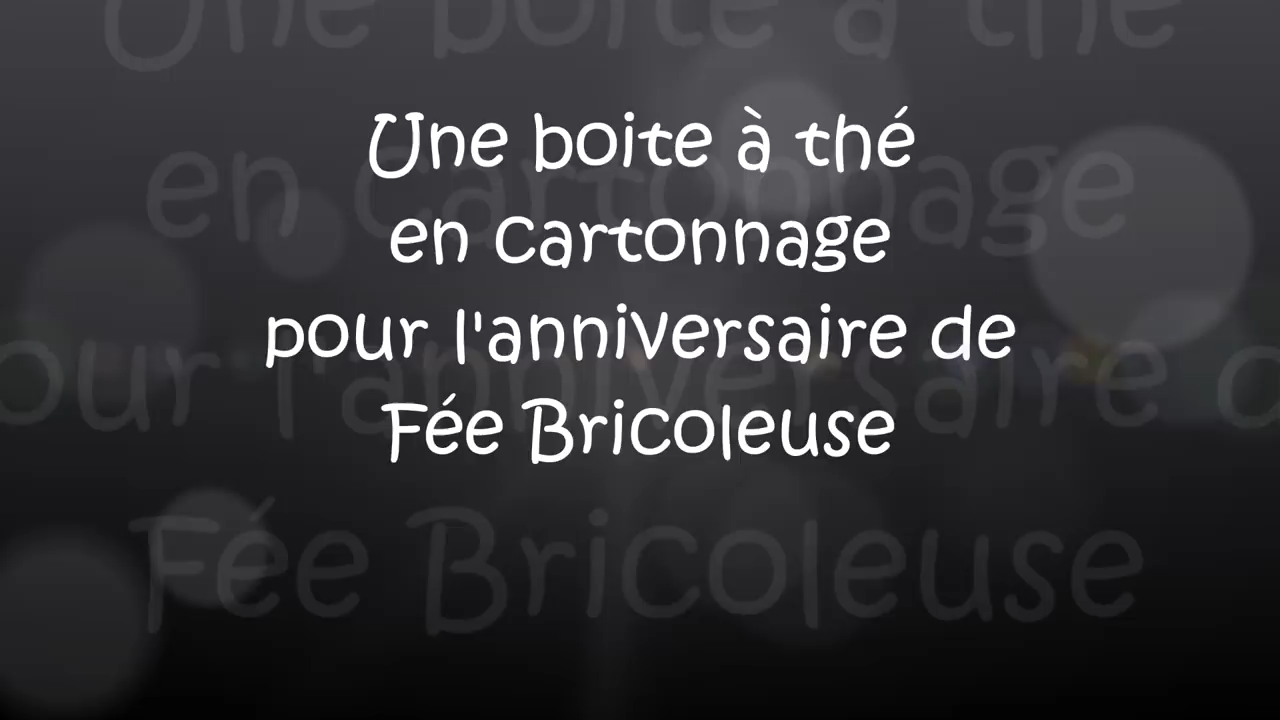 Une boite à thé
en cartonnage
pour l'anniversaire de
Fée Bricoleuse